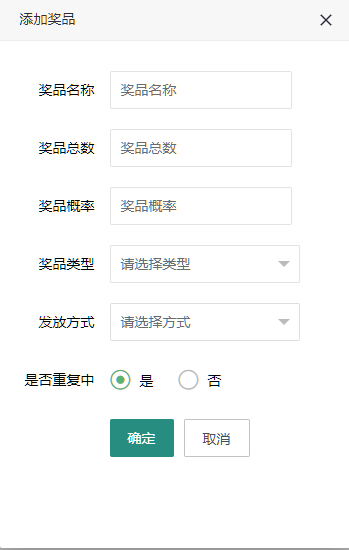 添加奖品
奖品名称 奖品名称
奖品总数 奖品总数
奖品概率 奖品概率
奖品类型 请选择类型
发放方式 请选择方式
是否重复中 是 否
确定 取消